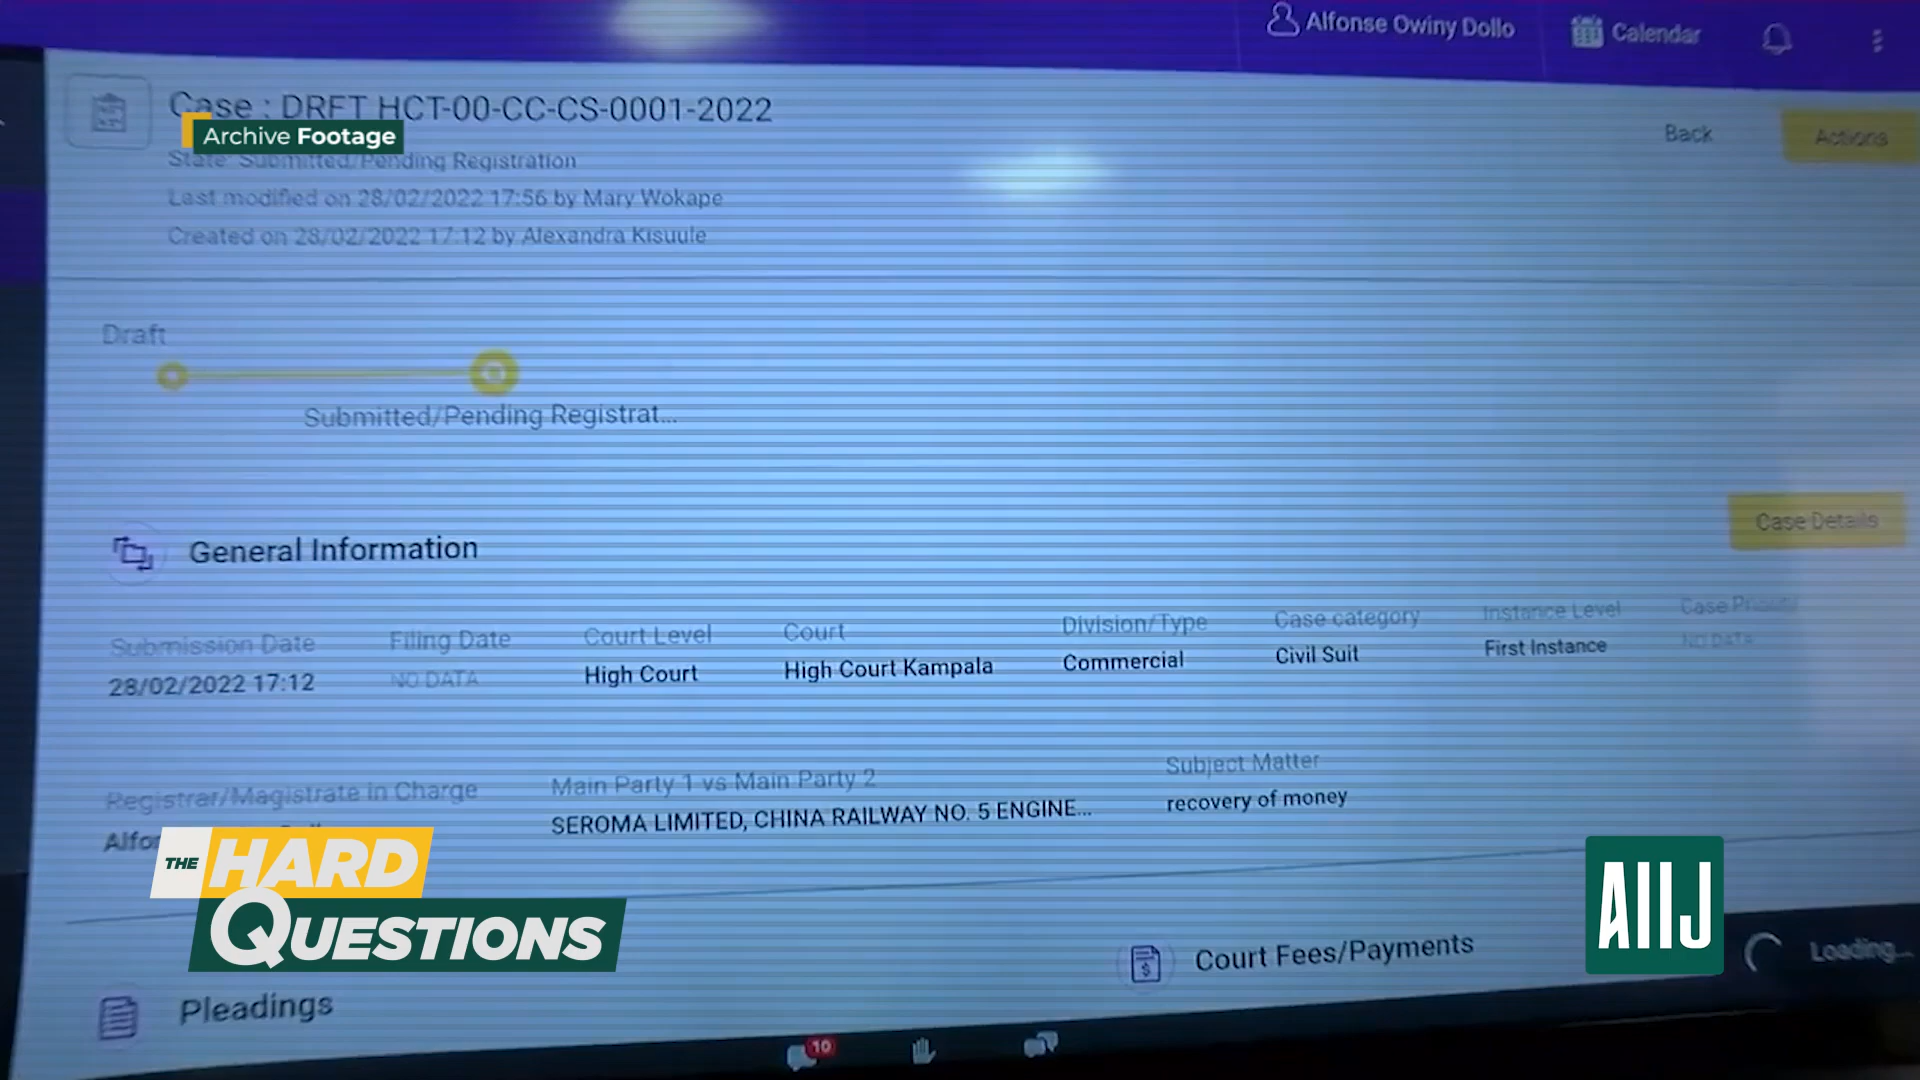 Alfonse Owiny Dollo
Calendar
Case : DRFT HCT-00-CC-CS-0001-2022
Archive Footage
Back
Actions
State: Submitted/Pending Registration
Last modified on 28/02/2022 17:56 by Mary Wokape
Created on 28/02/2022 17:12 by Alexandra Kisuule
Draft
Submitted/Pending Registrat...
Case Details
General Information
Submission Date
Filing Date
Court Level
Court
Division/Type
Case category
Instance Level
Case Priority
28/02/2022 17:12
NO DATA
High Court
High Court Kampala
Commercial
Civil Suit
First Instance
NO DATA
Registrar/Magistrate in Charge
Main Party 1 vs Main Party 2
Subject Matter
Alfo
SEROMA LIMITED, CHINA RAILWAY NO. 5 ENGINE...
recovery of money
THE HARD
QUESTIONS
AIIJ
Pleadings
Court Fees/Payments
Loading...
10